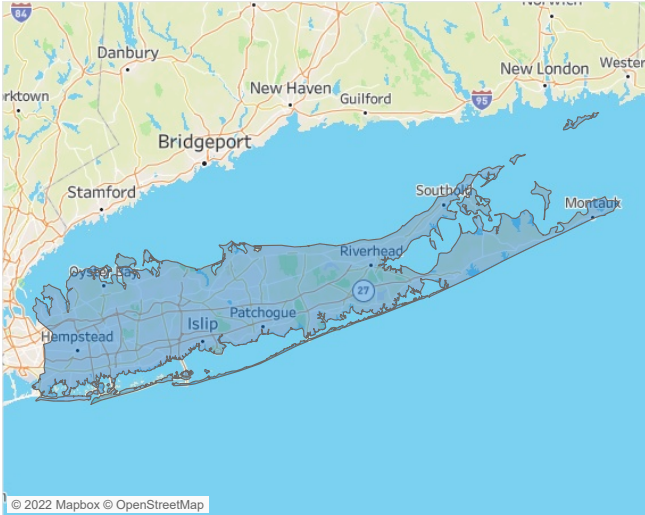 84
Norwich
Danbury
New London
Wester
rktown
New Haven
Guilford
95
Bridgeport
Stamford
Southold
Montauk
Riverhead
Oyster Bay
27
Patchogue
Islip
Hempstead
© 2022 Mapbox © OpenStreetMap